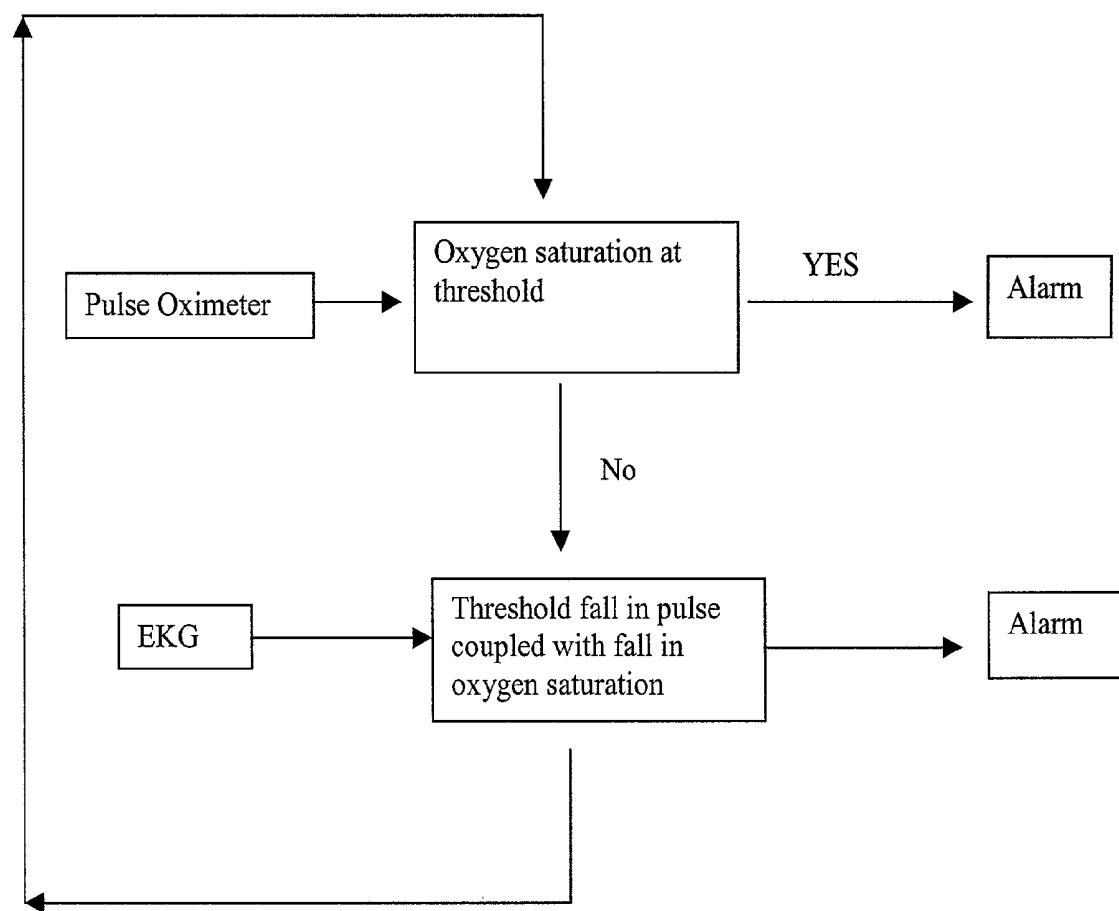 Oxygen saturation at
threshold
YES
Alarm
Pulse Oximeter
No
EKG
Threshold fall in pulse
coupled with fall in
oxygen saturation
Alarm